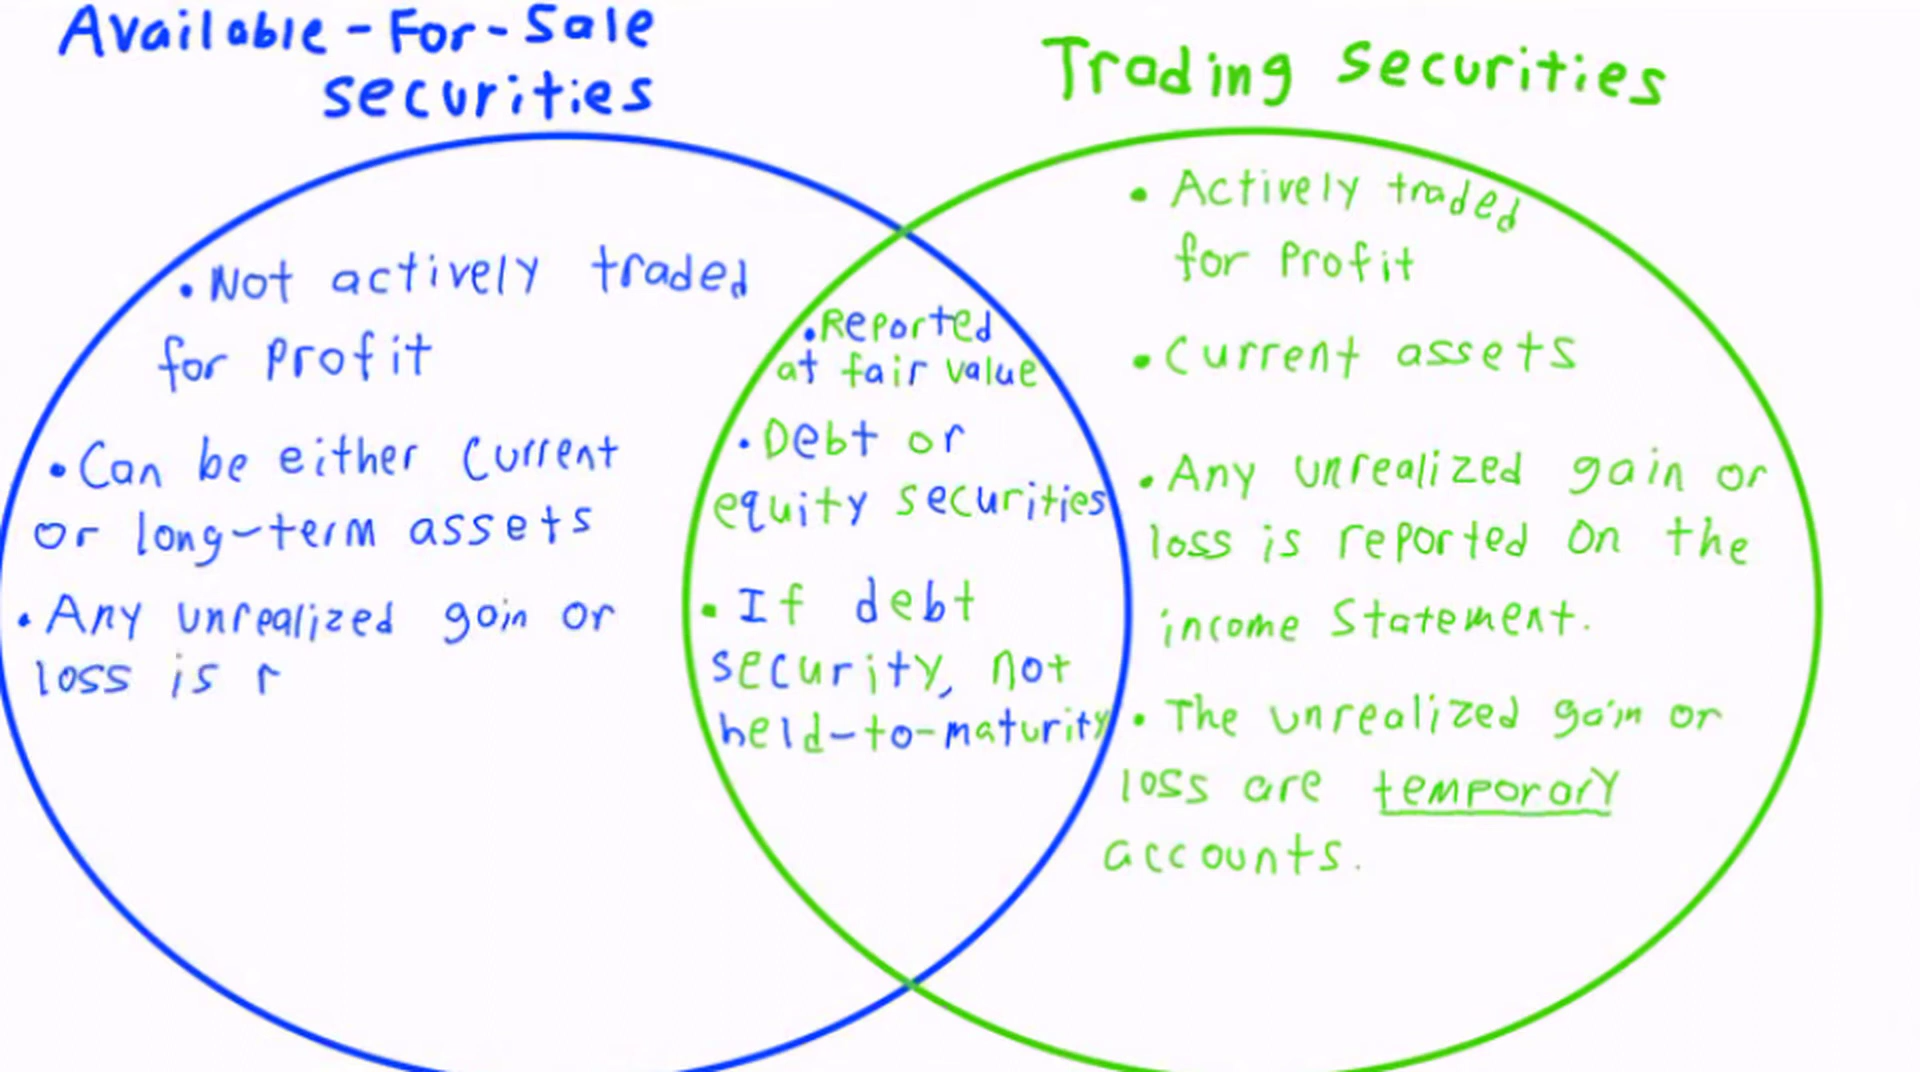 Available-For-Sale
securities
Trading Securities
• Not actively traded
for profit
• Can be either current
or long-term assets
• Any unrealized gain or
loss is r
• Reported
at fair value
• Debt or
equity securities
• If debt
security, not
held-to-maturity
• Actively traded
for profit
• Current assets
• Any unrealized gain or
loss is reported on the
income statement.
• The unrealized gain or
loss are temporary
accounts.